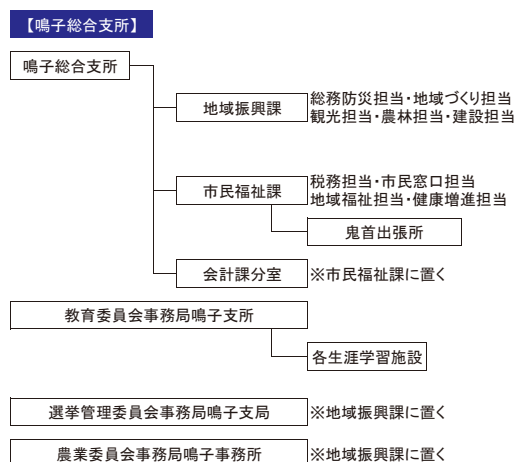 【鳴子総合支所】
鳴子総合支所
地域振興課
総務防災担当・地域づくり担当
観光担当・農林担当・建設担当
市民福祉課
税務担当・市民窓口担当
地域福祉担当・健康増進担当
鬼首出張所
会計課分室
※市民福祉課に置く
教育委員会事務局鳴子支所
各生涯学習施設
選挙管理委員会事務局鳴子支局
※地域振興課に置く
農業委員会事務局鳴子事務所
※地域振興課に置く